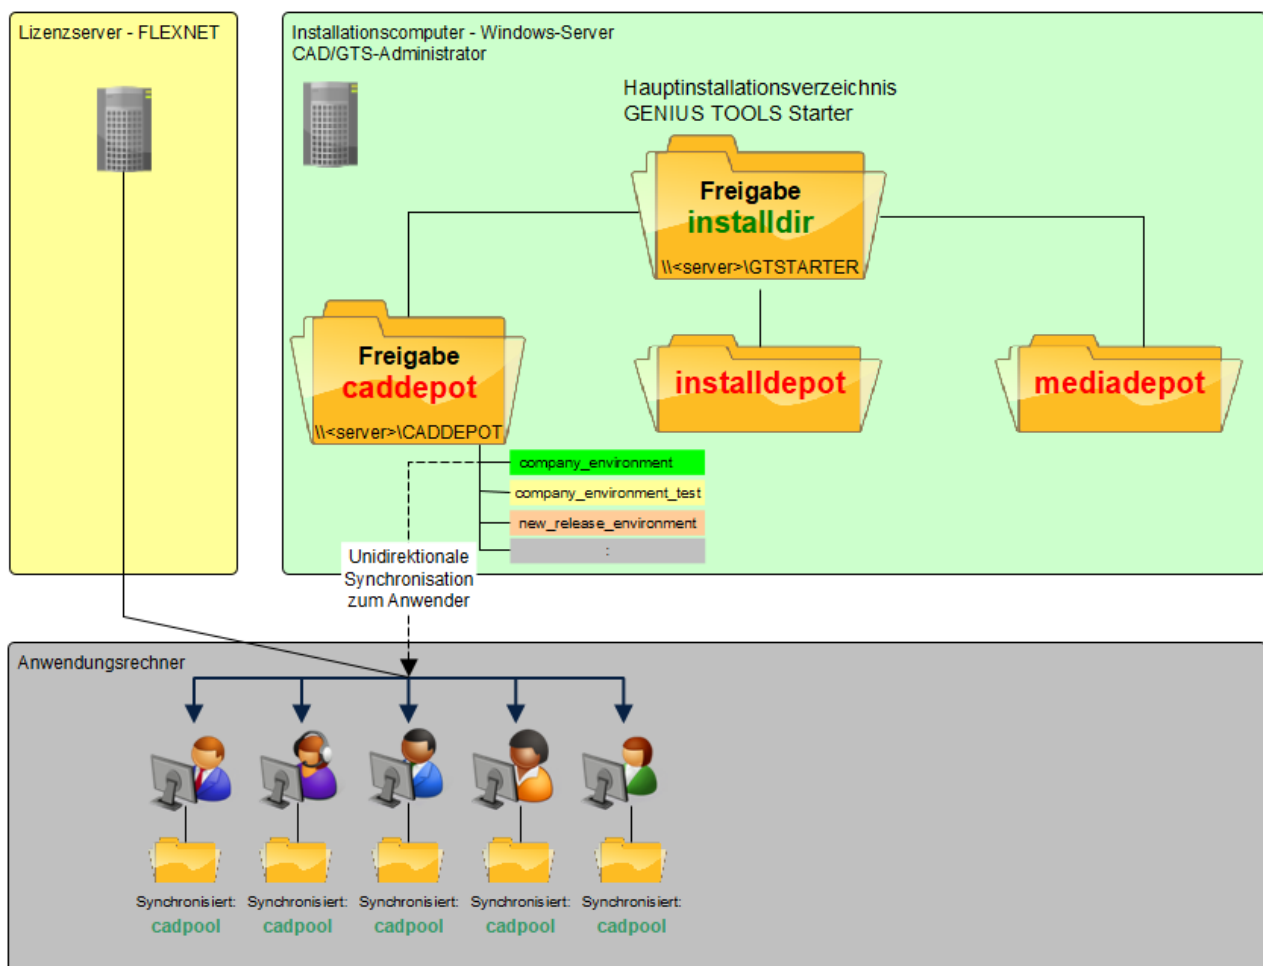 Lizenzserver - FLEXNET
Installationscomputer - Windows-Server
CAD/GTS-Administrator
Hauptinstallationsverzeichnis
GENIUS TOOLS Starter
Freigabe
installdir
\\<server>\GTSTARTER
Freigabe
caddepot
\\<server>\CADDEPOT
installdepot
mediadepot
company_environment
company_environment_test
new_release_environment
:
Unidirektionale
Synchronisation
zum Anwender
Anwendungsrechner
Synchronisiert: Synchronisiert: Synchronisiert: Synchronisiert: Synchronisiert:
cadpool cadpool cadpool cadpool cadpool